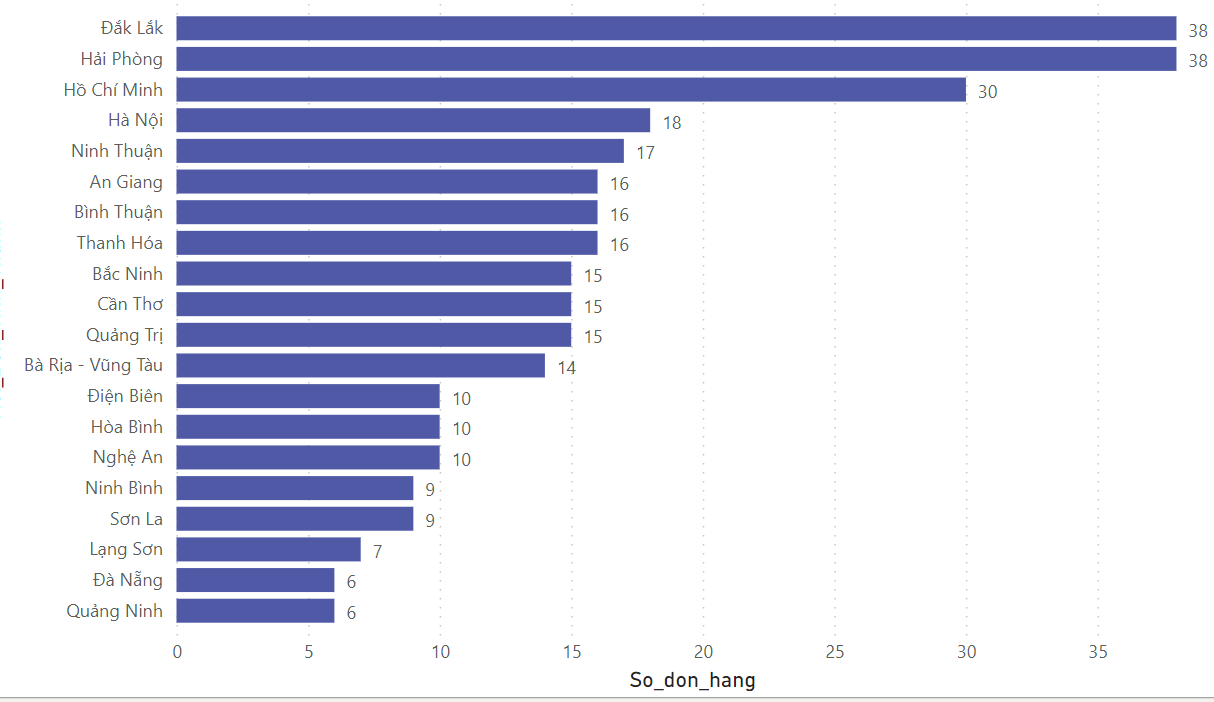 Đắk Lắk 38
Hải Phòng 38
Hồ Chí Minh 30
Hà Nội 18
Ninh Thuận 17
An Giang 16
Bình Thuận 16
Thanh Hóa 16
Bắc Ninh 15
Cần Thơ 15
Quảng Trị 15
Bà Rịa - Vũng Tàu 14
Điện Biên 10
Hòa Bình 10
Nghệ An 10
Ninh Bình 9
Sơn La 9
Lạng Sơn 7
Đà Nẵng 6
Quảng Ninh 6
0 5 10 15 20 25 30 35
So_don_hang